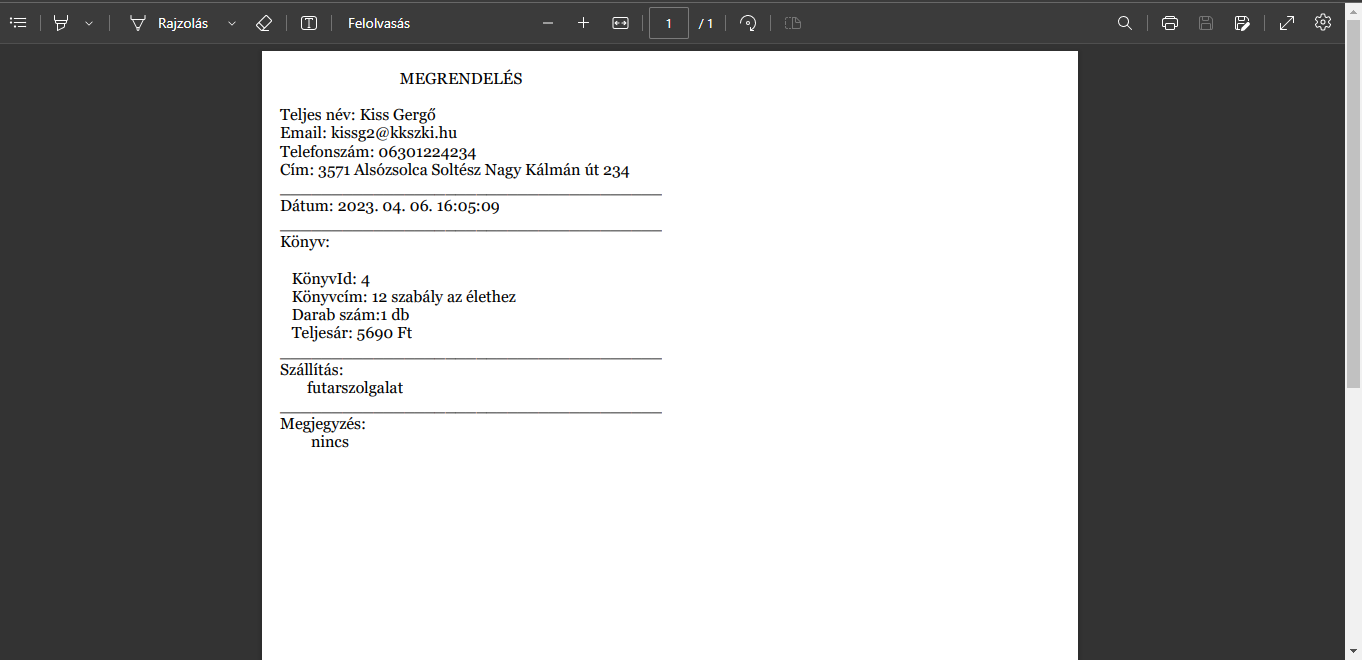 Rajzolás Felolvasás 1 / 1
MEGRENDELÉS
Teljes név: Kiss Gergő
Email: kissg2@kkszki.hu
Telefonszám: 06301224234
Cím: 3571 Alsózsolca Soltész Nagy Kálmán út 234
Dátum: 2023. 04. 06. 16:05:09
Könyv:
KönyvId: 4
Könyvcím: 12 szabály az élethez
Darab szám:1 db
Teljesár: 5690 Ft
Szállítás:
futarszolgalat
Megjegyzés:
nincs